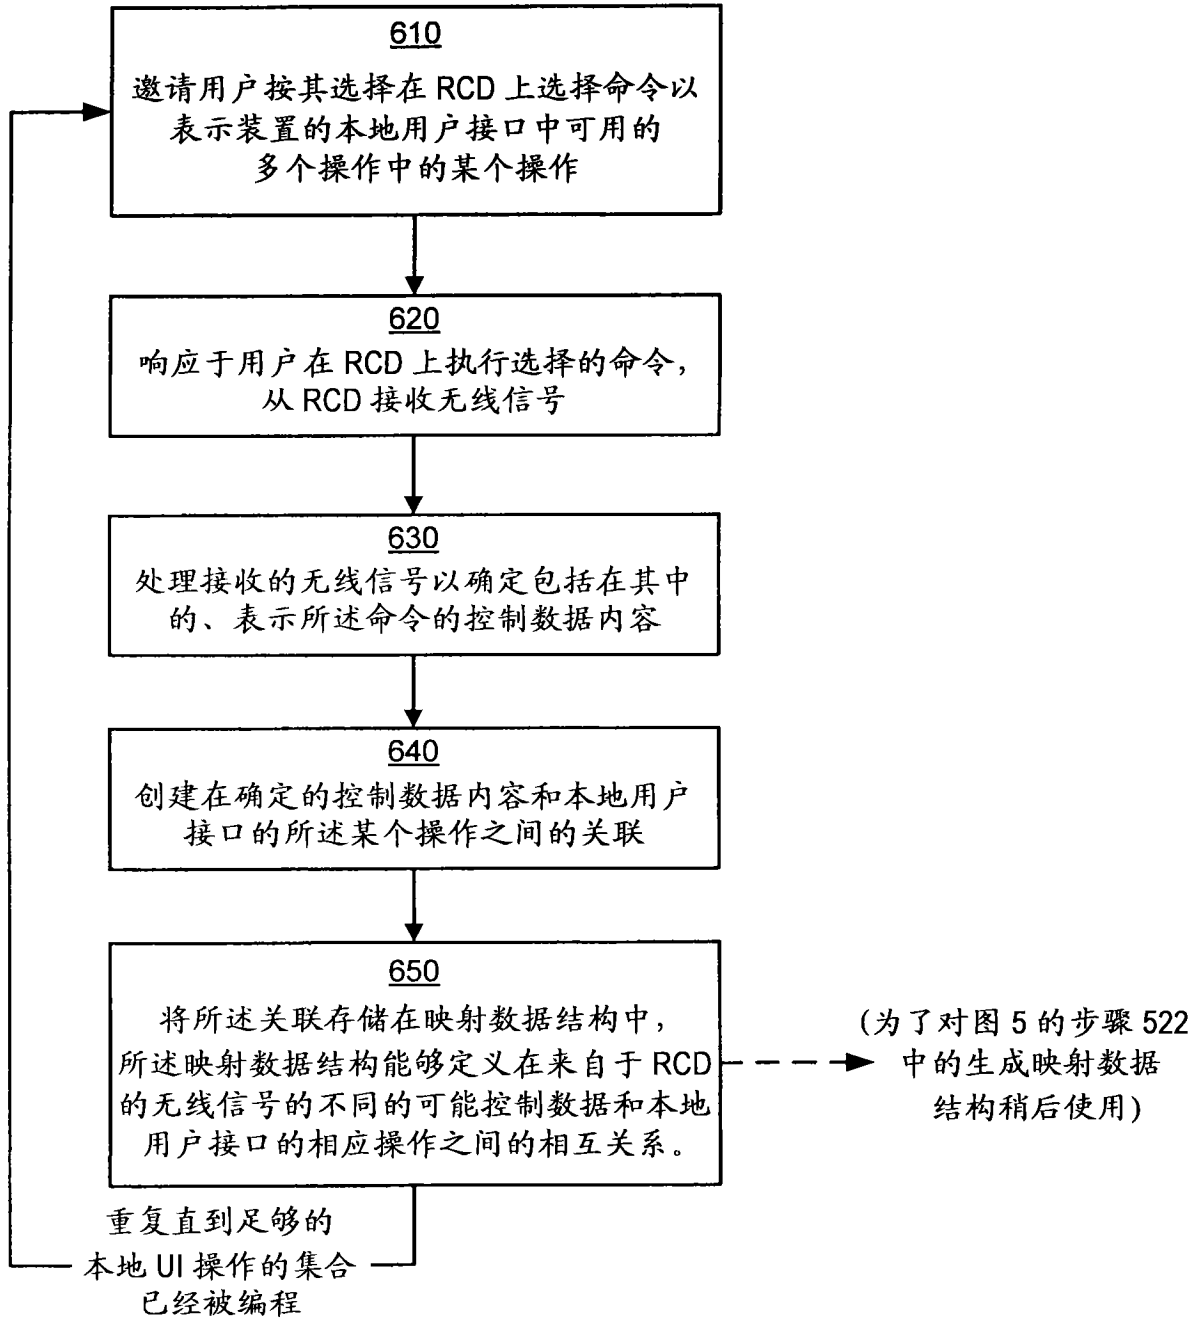 610
邀请用户按其选择在 RCD 上选择命令以
表示装置的本地用户接口中可用的
多个操作中的某个操作
620
响应于用户在 RCD 上执行选择的命令，
从 RCD 接收无线信号
630
处理接收的无线信号以确定包括在其中
的、表示所述命令的控制数据内容
640
创建在确定的控制数据内容和本地用户
接口的所述某个操作之间的关联
650
将所述关联存储在映射数据结构中，
所述映射数据结构能够定义在来自于 RCD
的无线信号的不同的可能控制数据和本地
用户接口的相应操作之间的相互关系。
(为了对图 5 的步骤 522
中的生成映射数据
结构稍后使用)
重复直到足够的
本地 UI 操作的集合
已经被编程